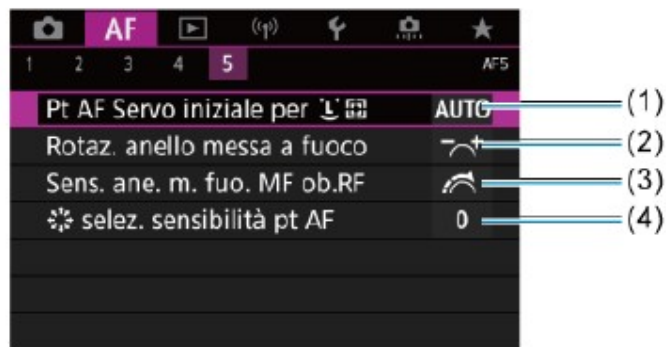 AF
1 2 3 4 5 AF5
Pt AF Servo iniziale per AUTO (1)
Rotaz. anello messa a fuoco - + (2)
Sens. ane. m. fuo. MF ob.RF (3)
selez. sensibilità pt AF 0 (4)